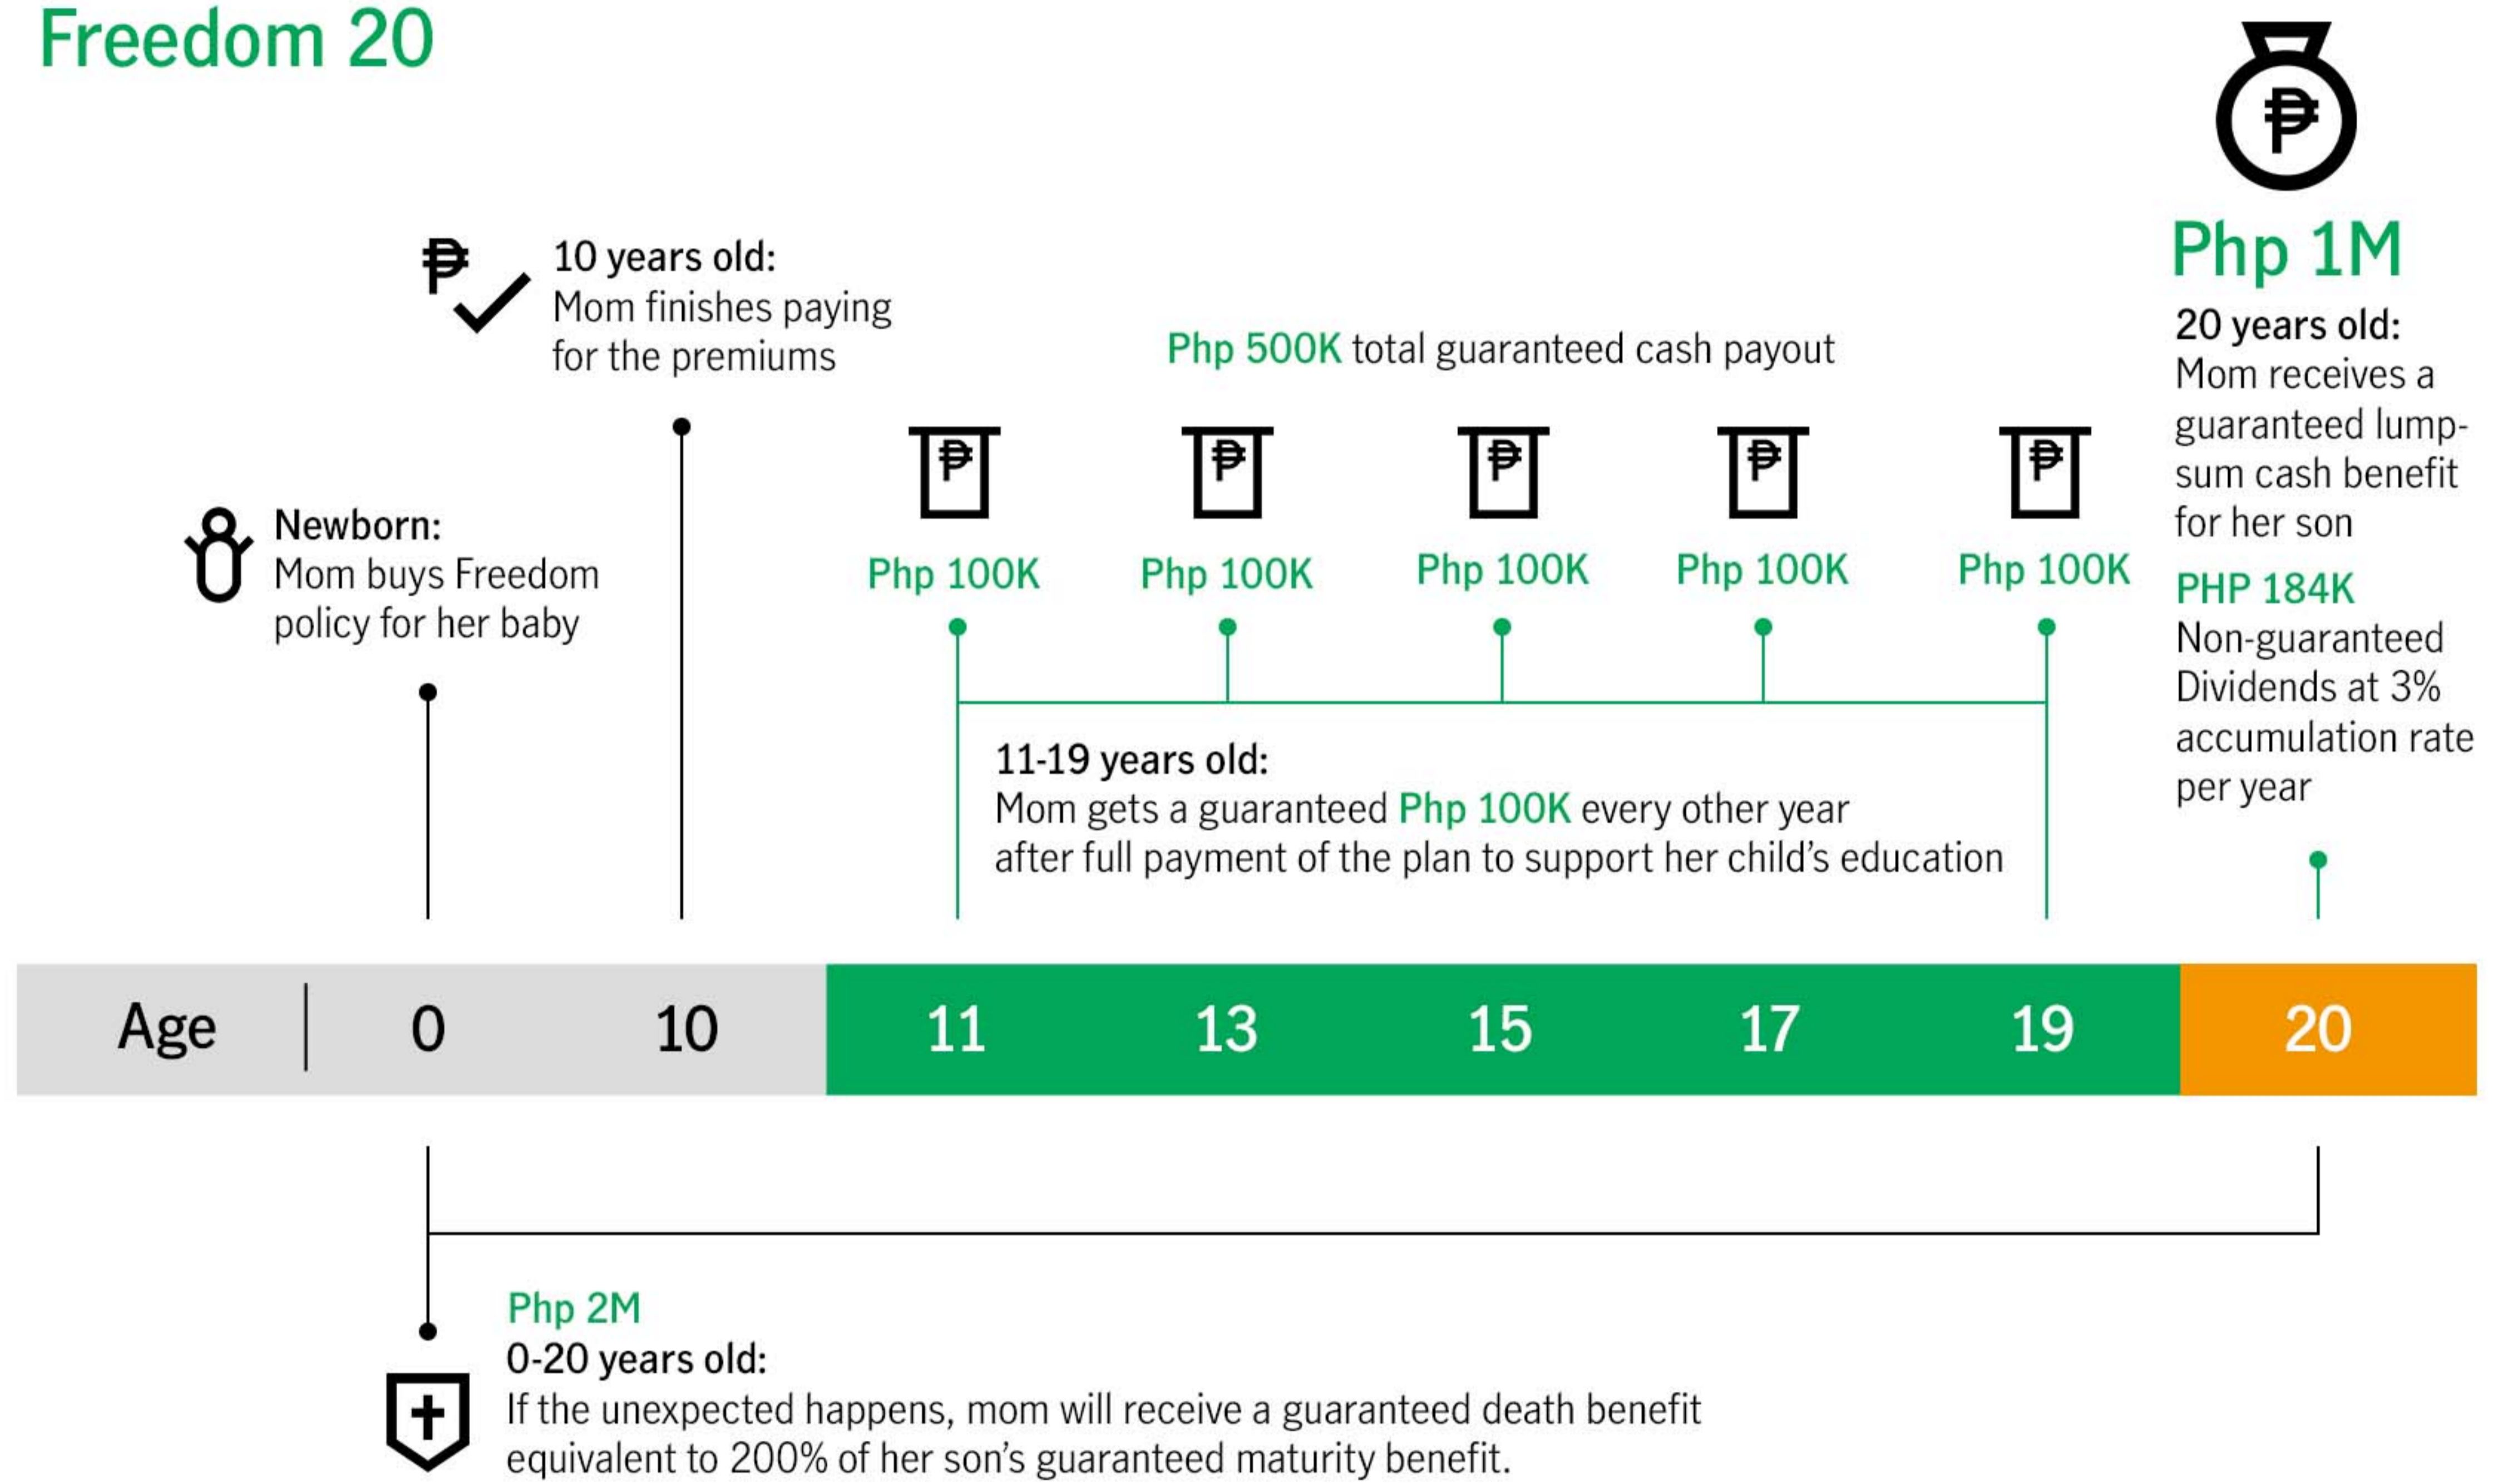 Freedom 20
10 years old:
Mom finishes paying
for the premiums
Newborn:
Mom buys Freedom
policy for her baby
Php 500K total guaranteed cash payout
₱
₱
₱
₱
₱
₱
Php 100K
Php 100K
Php 100K
Php 100K
Php 100K
11-19 years old:
Mom gets a guaranteed Php 100K every other year
after full payment of the plan to support her child's education
₱
Php 1M
20 years old:
Mom receives a
guaranteed lump-
sum cash benefit
for her son
PHP 184K
Non-guaranteed
Dividends at 3%
accumulation rate
per year
Age | 0 10 11 13 15 17 19 20
Php 2M
0-20 years old:
If the unexpected happens, mom will receive a guaranteed death benefit
equivalent to 200% of her son's guaranteed maturity benefit.